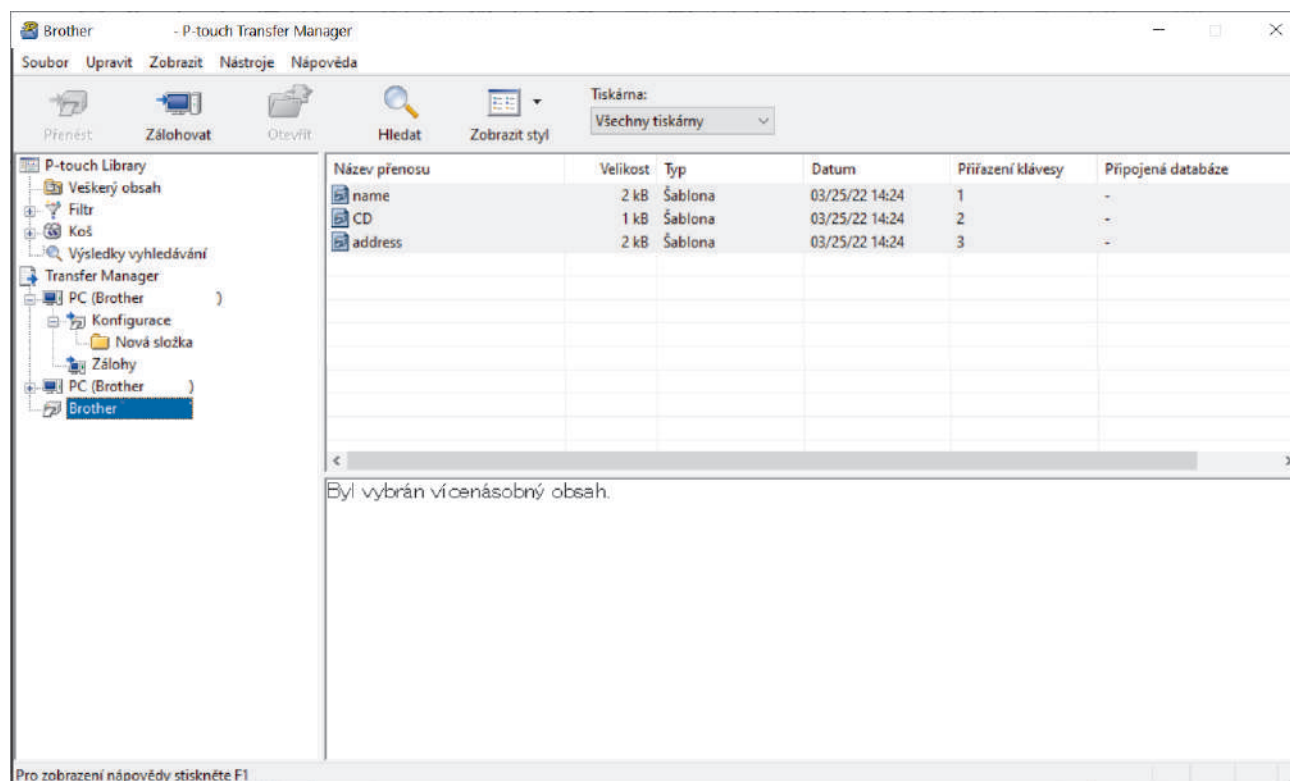 Brother - P-touch Transfer Manager
Soubor Upravit Zobrazit Nástroje Nápověda
Přenést Zálohovat Otevřít Hledat Zobrazit styl
Tiskárna:
Všechny tiskárny
P-touch Library
Veškerý obsah
Filtr
Koš
Výsledky vyhledávání
Transfer Manager
PC (Brother )
Konfigurace
Nová složka
Zálohy
PC (Brother )
Brother
Název přenosu Velikost Typ Datum Přiřazení klávesy Připojená databáze
name 2 kB Šablona 03/25/22 14:24 1 -
CD 1 kB Šablona 03/25/22 14:24 2 -
address 2 kB Šablona 03/25/22 14:24 3 -
Byl vybrán vícenásobný obsah.
Pro zobrazení nápovědy stiskněte F1